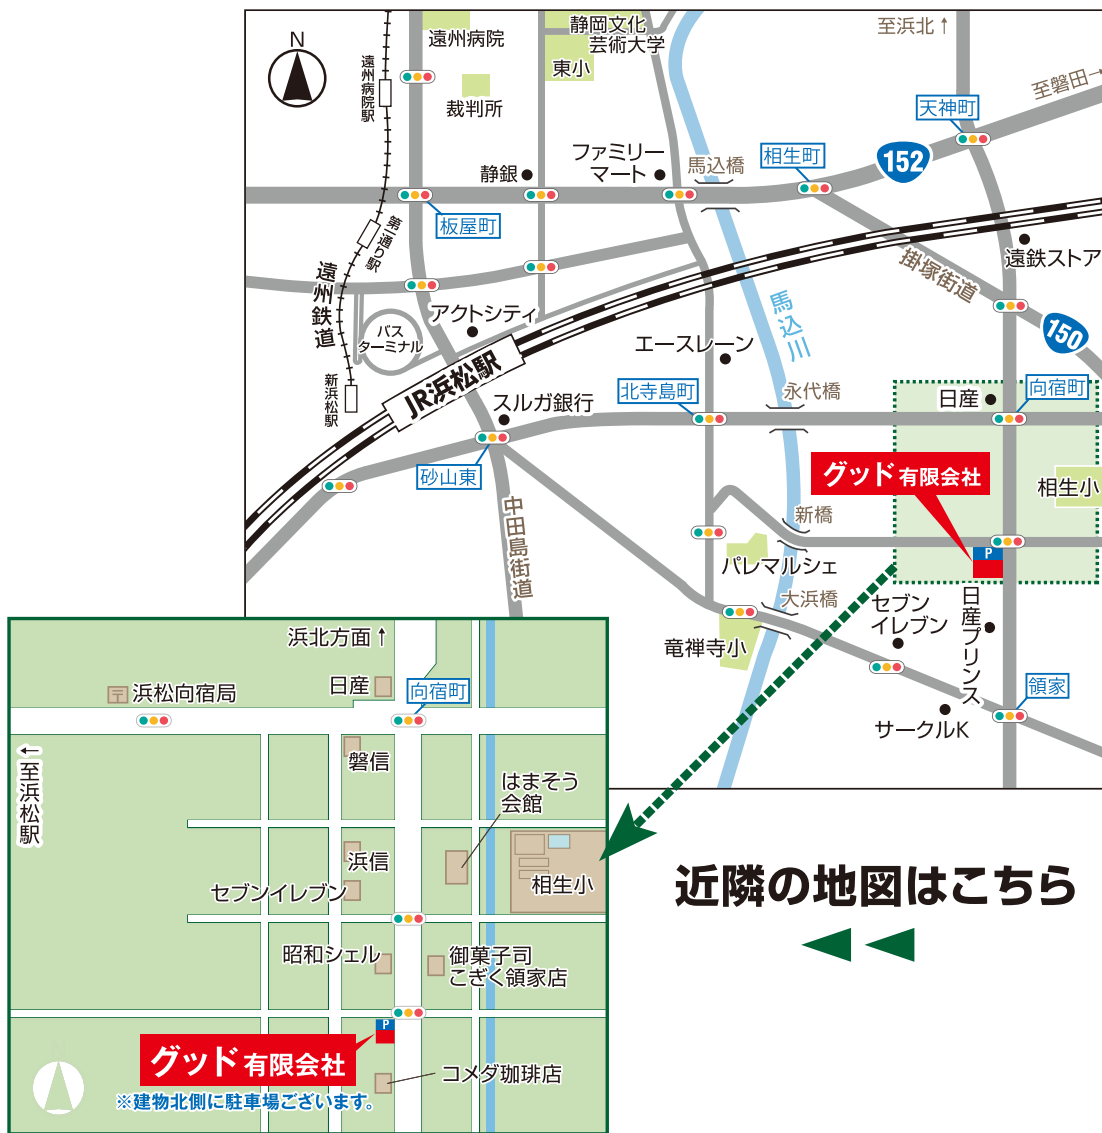 N
遠州病院
静岡文化
芸術大学
東小
至浜北↑
遠州病院駅
裁判所
至磐田→
天神町
152
相生町
馬込橋
ファミリー
マート
静銀
板屋町
第一通り駅
遠鉄ストア
掛塚街道
遠州鉄道
アクトシティ
バス
ターミナル
馬込川
150
エースレーン
JR浜松駅
新浜松駅
スルガ銀行
北寺島町
永代橋
日産
向宿町
砂山東
グッド有限会社
相生小
中田島街道
新橋
P
パレマルシェ
大浜橋
セブン
イレブン
日産プリンス
竜禅寺小
領家
サークルK
浜北方面↑
〒
浜松向宿局
日産
向宿町
←至浜松駅
磐信
はまそう
会館
浜信
セブンイレブン
相生小
昭和シェル
御菓子司
こぎく領家店
P
グッド有限会社
コメダ珈琲店
※建物北側に駐車場ございます。
N
近隣の地図はこちら